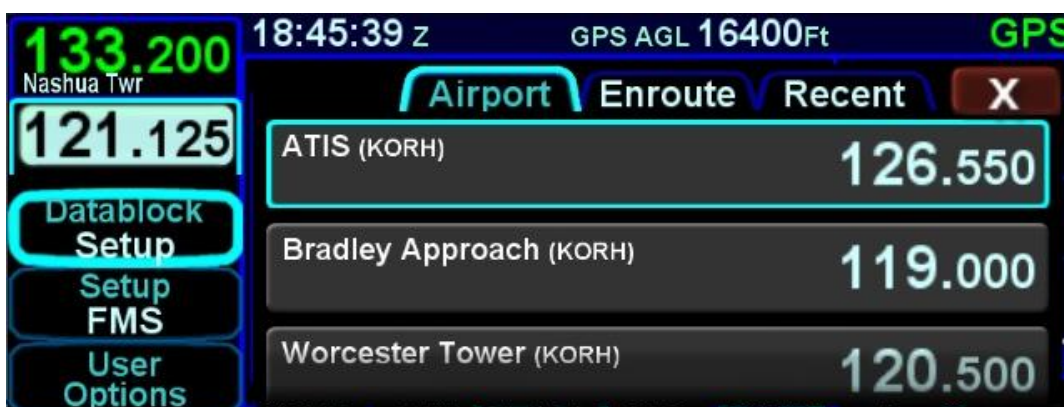 133.200
Nashua Twr
121.125
Datablock
Setup
Setup
FMS
User
Options
18:45:39 Z GPS AGL 16400Ft GPS
Airport Enroute Recent X
ATIS (KORH) 126.550
Bradley Approach (KORH) 119.000
Worcester Tower (KORH) 120.500